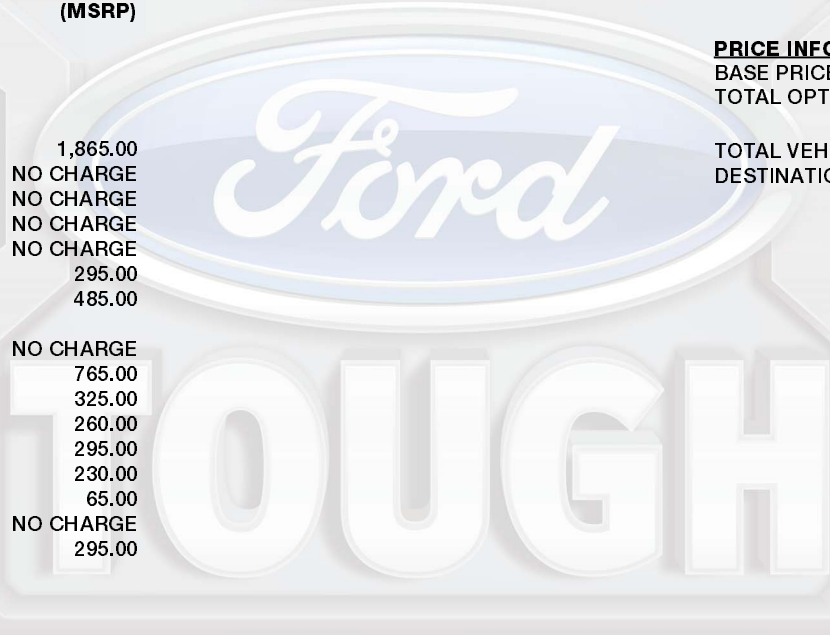 (MSRP)
1,865.00
NO CHARGE
NO CHARGE
NO CHARGE
NO CHARGE
295.00
485.00
NO CHARGE
765.00
325.00
260.00
295.00
230.00
65.00
NO CHARGE
295.00
PRICE INFO
BASE PRICE
TOTAL OPT
TOTAL VEH
DESTINATIO
Ford
TOUGH